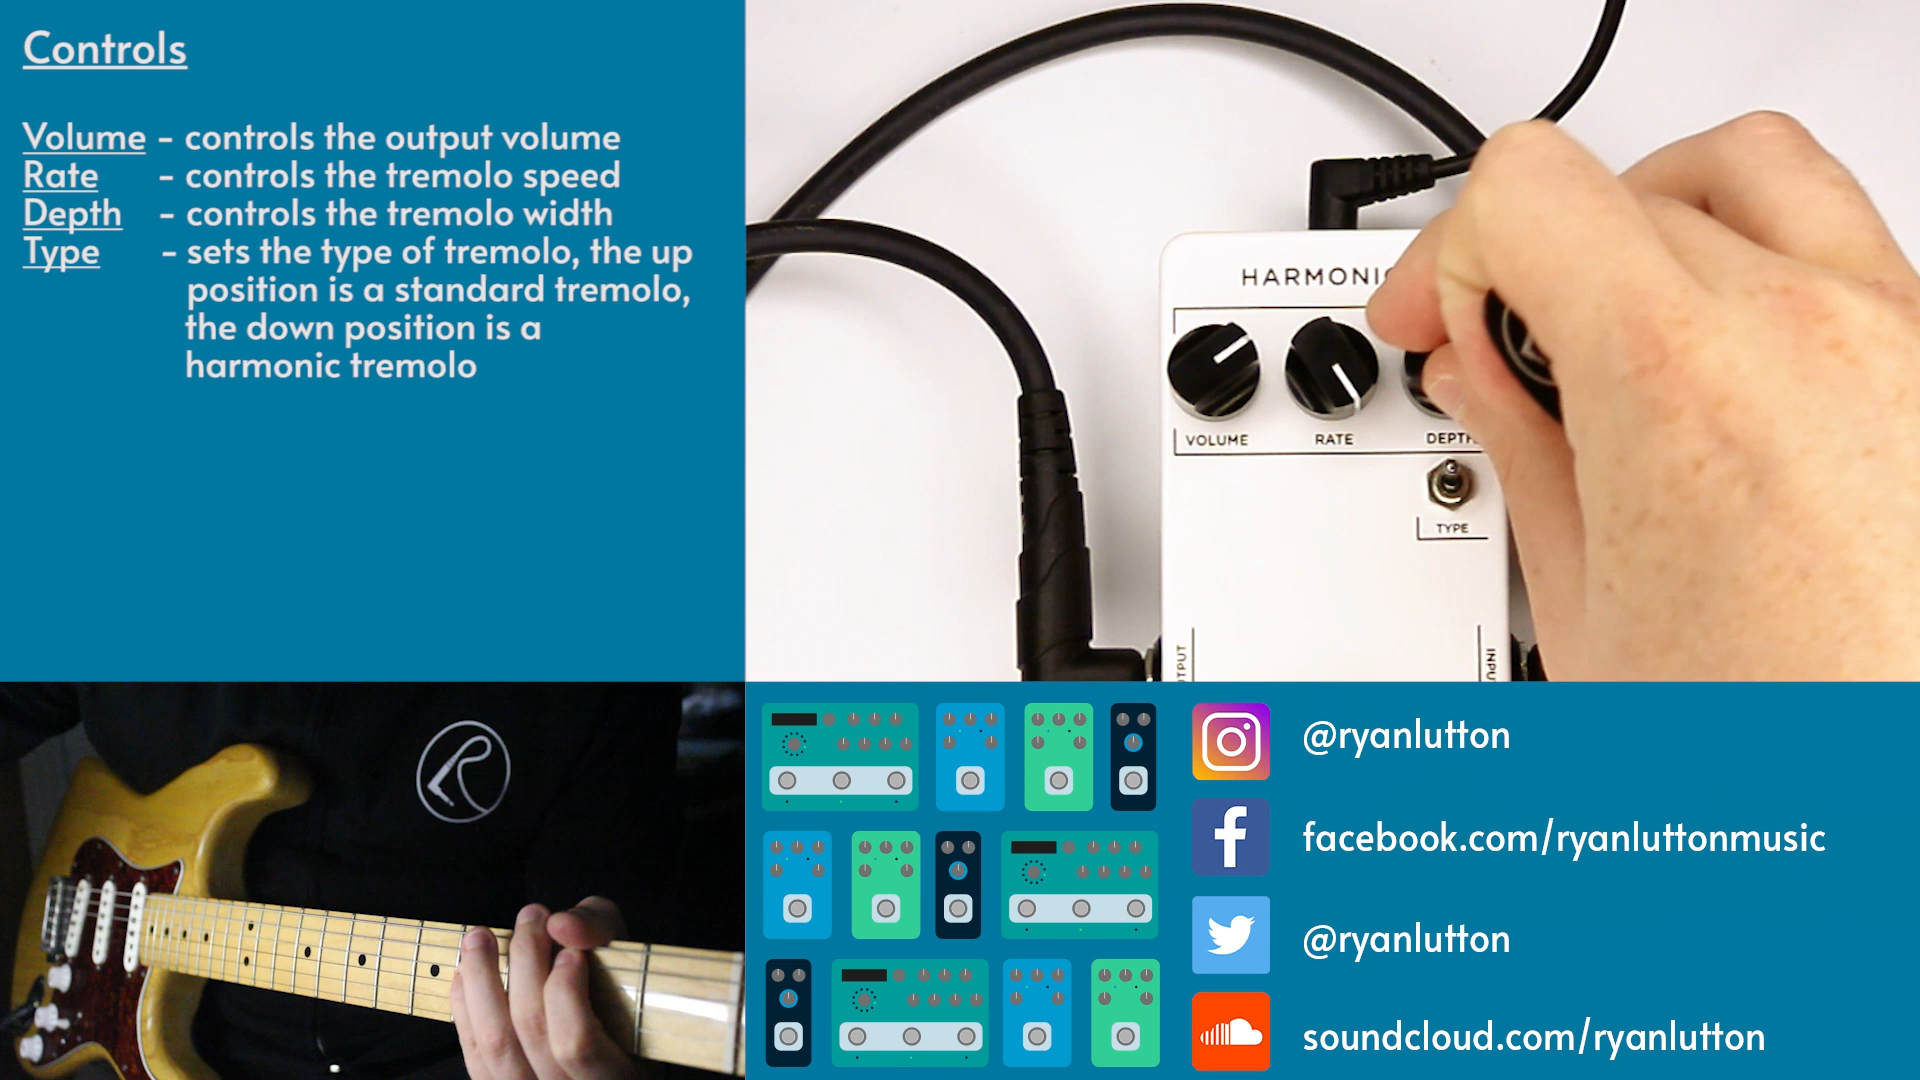 Controls
Volume - controls the output volume
Rate - controls the tremolo speed
Depth - controls the tremolo width
Type - sets the type of tremolo, the up
position is a standard tremolo,
the down position is a
harmonic tremolo
HARMONIC
VOLUME RATE DEPTH
TYPE
@ryanlutton
facebook.com/ryanluttonmusic
@ryanlutton
soundcloud.com/ryanlutton